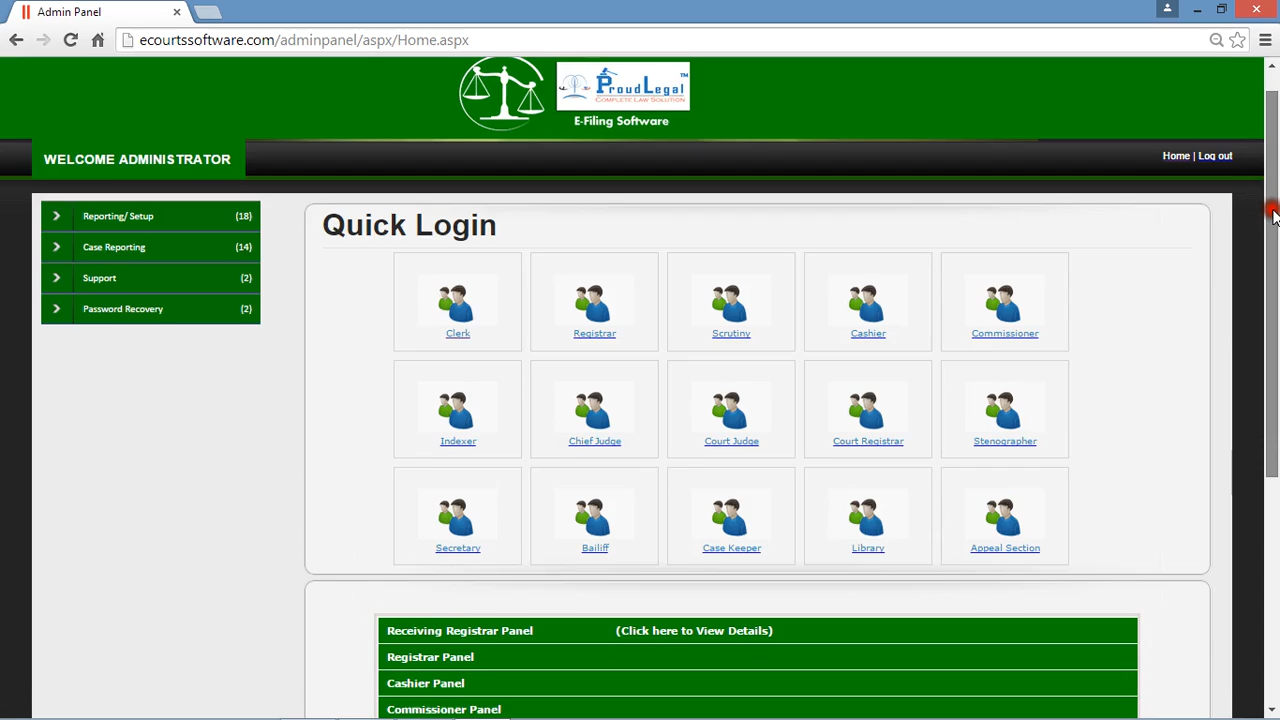 Admin Panel
ecourtssoftware.com/adminpanel/aspx/Home.aspx
ProudLegal™
COMPLETE LAW SOLUTION
E-Filing Software
WELCOME ADMINISTRATOR
Home | Log out
Reporting/ Setup (18)
Case Reporting (14)
Support (2)
Password Recovery (2)
Quick Login
Clerk Registrar Scrutiny Cashier Commissioner
Indexer Chief Judge Court Judge Court Registrar Stenographer
Secretary Bailiff Case Keeper Library Appeal Section
Receiving Registrar Panel (Click here to View Details)
Registrar Panel
Cashier Panel
Commissioner Panel